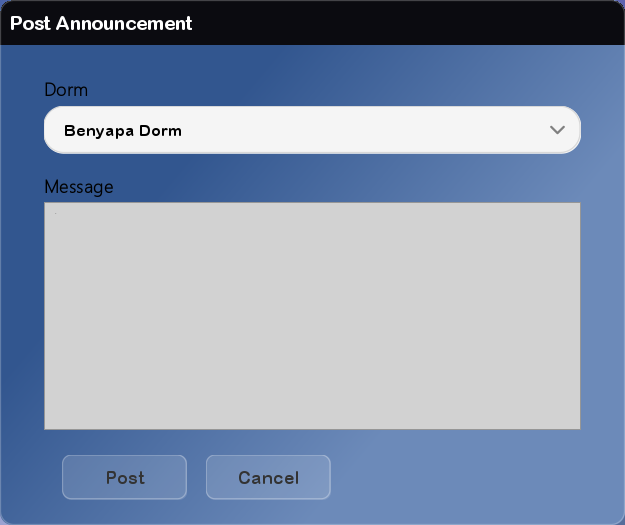 Post Announcement
Dorm
Benyapa Dorm
Message
Post
Cancel